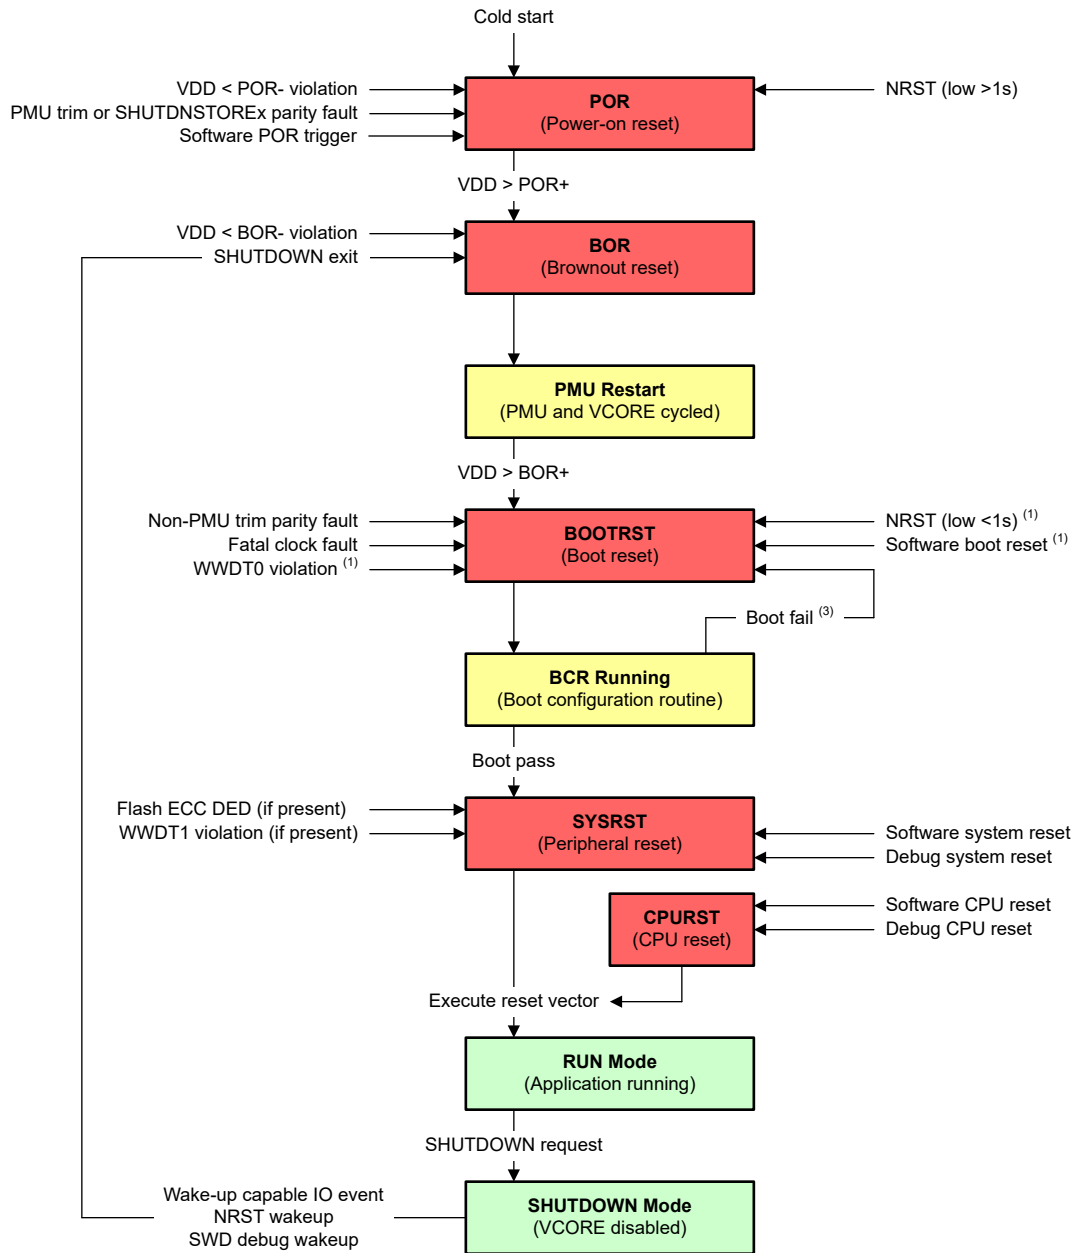 Cold start
VDD < POR- violation
PMU trim or SHUTDNSTOREx parity fault
Software POR trigger
POR
(Power-on reset)
NRST (low >1s)
VDD > POR+
VDD < BOR- violation
SHUTDOWN exit
BOR
(Brownout reset)
PMU Restart
(PMU and VCORE cycled)
VDD > BOR+
Non-PMU trim parity fault
Fatal clock fault
WWDT0 violation (1)
BOOTRST
(Boot reset)
NRST (low <1s) (1)
Software boot reset (1)
Boot fail (3)
BCR Running
(Boot configuration routine)
Boot pass
Flash ECC DED (if present)
WWDT1 violation (if present)
SYSRST
(Peripheral reset)
Software system reset
Debug system reset
CPURST
(CPU reset)
Software CPU reset
Debug CPU reset
Execute reset vector
RUN Mode
(Application running)
SHUTDOWN request
Wake-up capable IO event
NRST wakeup
SWD debug wakeup
SHUTDOWN Mode
(VCORE disabled)